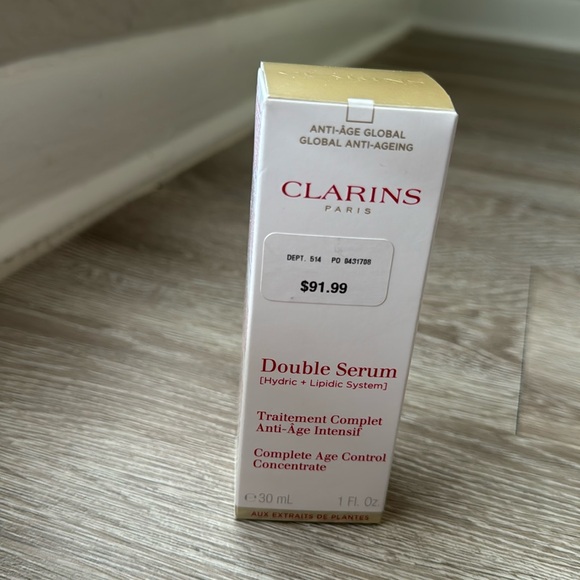 ANTI-ÂGE GLOBAL
GLOBAL ANTI-AGEING
CLARINS
PARIS
DEPT. 514 PO 8431788
$91.99
Double Serum
[Hydric + Lipidic System]
Traitement Complet
Anti-Âge Intensif
Complete Age Control
Concentrate
℮30 mL 1 Fl. Oz
AUX EXTRAITS DE PLANTES